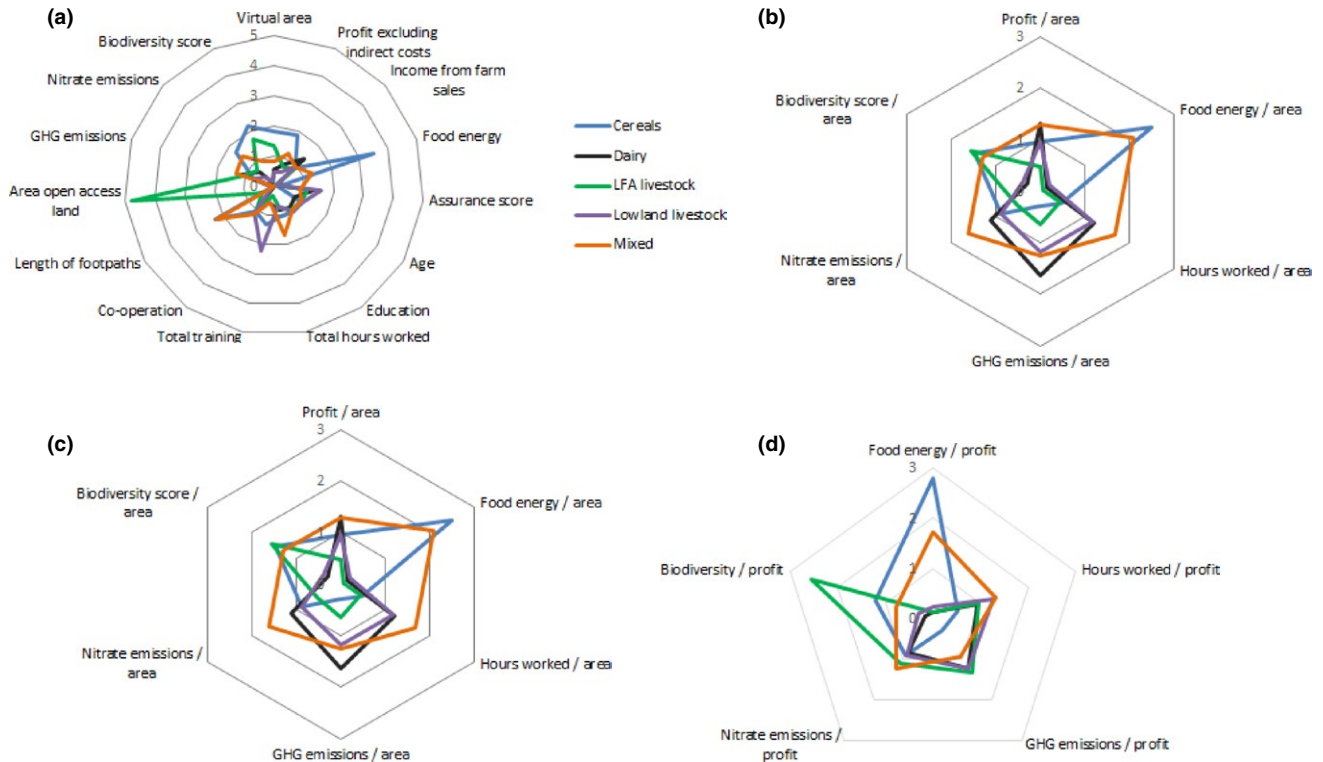 (a)
Virtual area
Profit excluding
indirect costs
Income from farm
sales
Food energy
Assurance score
Age
Education
Total hours worked
Total training
Co-operation
Length of footpaths
Area open access
land
GHG emissions
Nitrate emissions
Biodiversity score
5
4
3
2
1
0
Cereals
Dairy
LFA livestock
Lowland livestock
Mixed
(b)
Profit / area
3
2
1
0
Food energy / area
Hours worked / area
GHG emissions / area
Nitrate emissions /
area
Biodiversity score /
area
(c)
Profit / area
3
2
1
0
Food energy / area
Hours worked / area
GHG emissions / area
Nitrate emissions /
area
Biodiversity score /
area
(d)
Food energy / profit
3
2
1
0
Hours worked / profit
GHG emissions / profit
Nitrate emissions /
profit
Biodiversity / profit